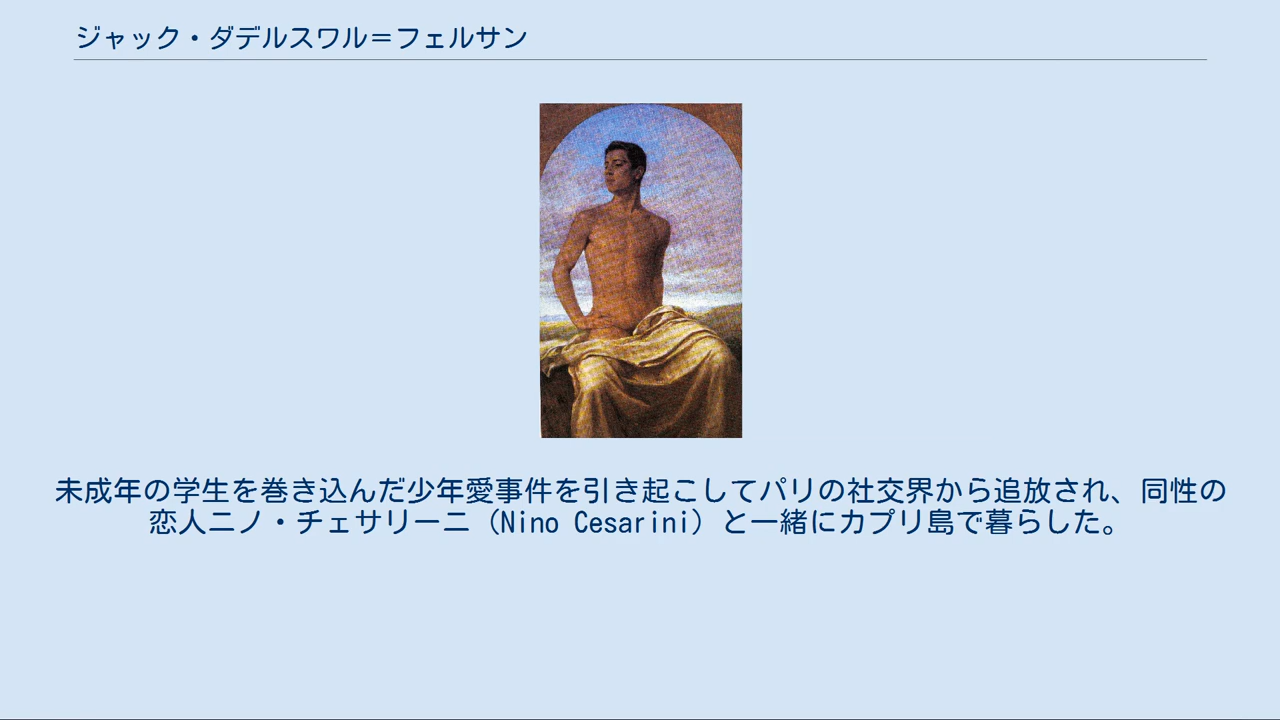 ジャック・ダデルスワル＝フェルサン
未成年の学生を巻き込んだ少年愛事件を引き起こしてパリの社交界から追放され、同性の
恋人ニノ・チェサリーニ（Nino Cesarini）と一緒にカプリ島で暮らした。